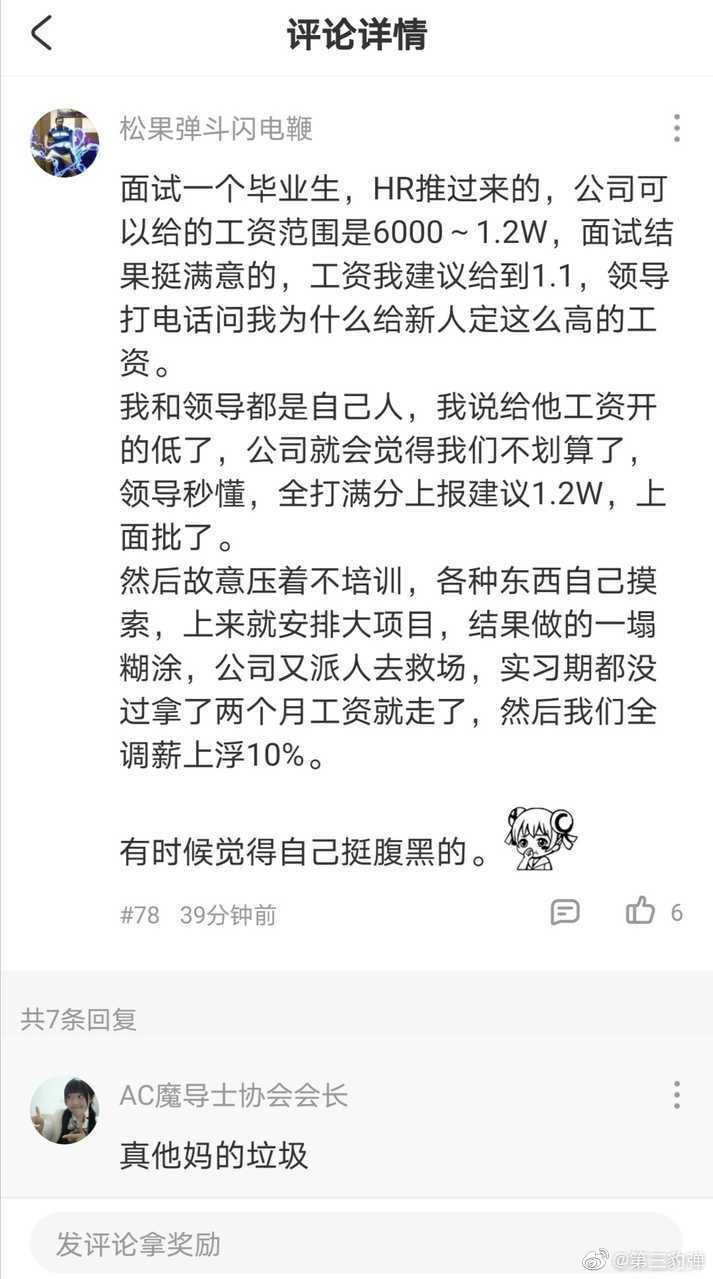 评论详情
松果弹斗闪电鞭
面试一个毕业生，HR推过来的，公司可
以给的工资范围是6000～1.2W，面试结
果挺满意的，工资我建议给到1.1，领导
打电话问我为什么给新人定这么高的工
资。
我和领导都是自己人，我说给他工资开
的低了，公司就会觉得我们不划算了，
领导秒懂，全打满分上报建议1.2W，上
面批了。
然后故意压着不培训，各种东西自己摸
索，上来就安排大项目，结果做的一塌
糊涂，公司又派人去救场，实习期都没
过拿了两个月工资就走了，然后我们全
调薪上浮10%。
有时候觉得自己挺腹黑的。
#78 39分钟前 6
共7条回复
AC魔导士协会会长
真他妈的垃圾
发评论拿奖励
@第三豹弹